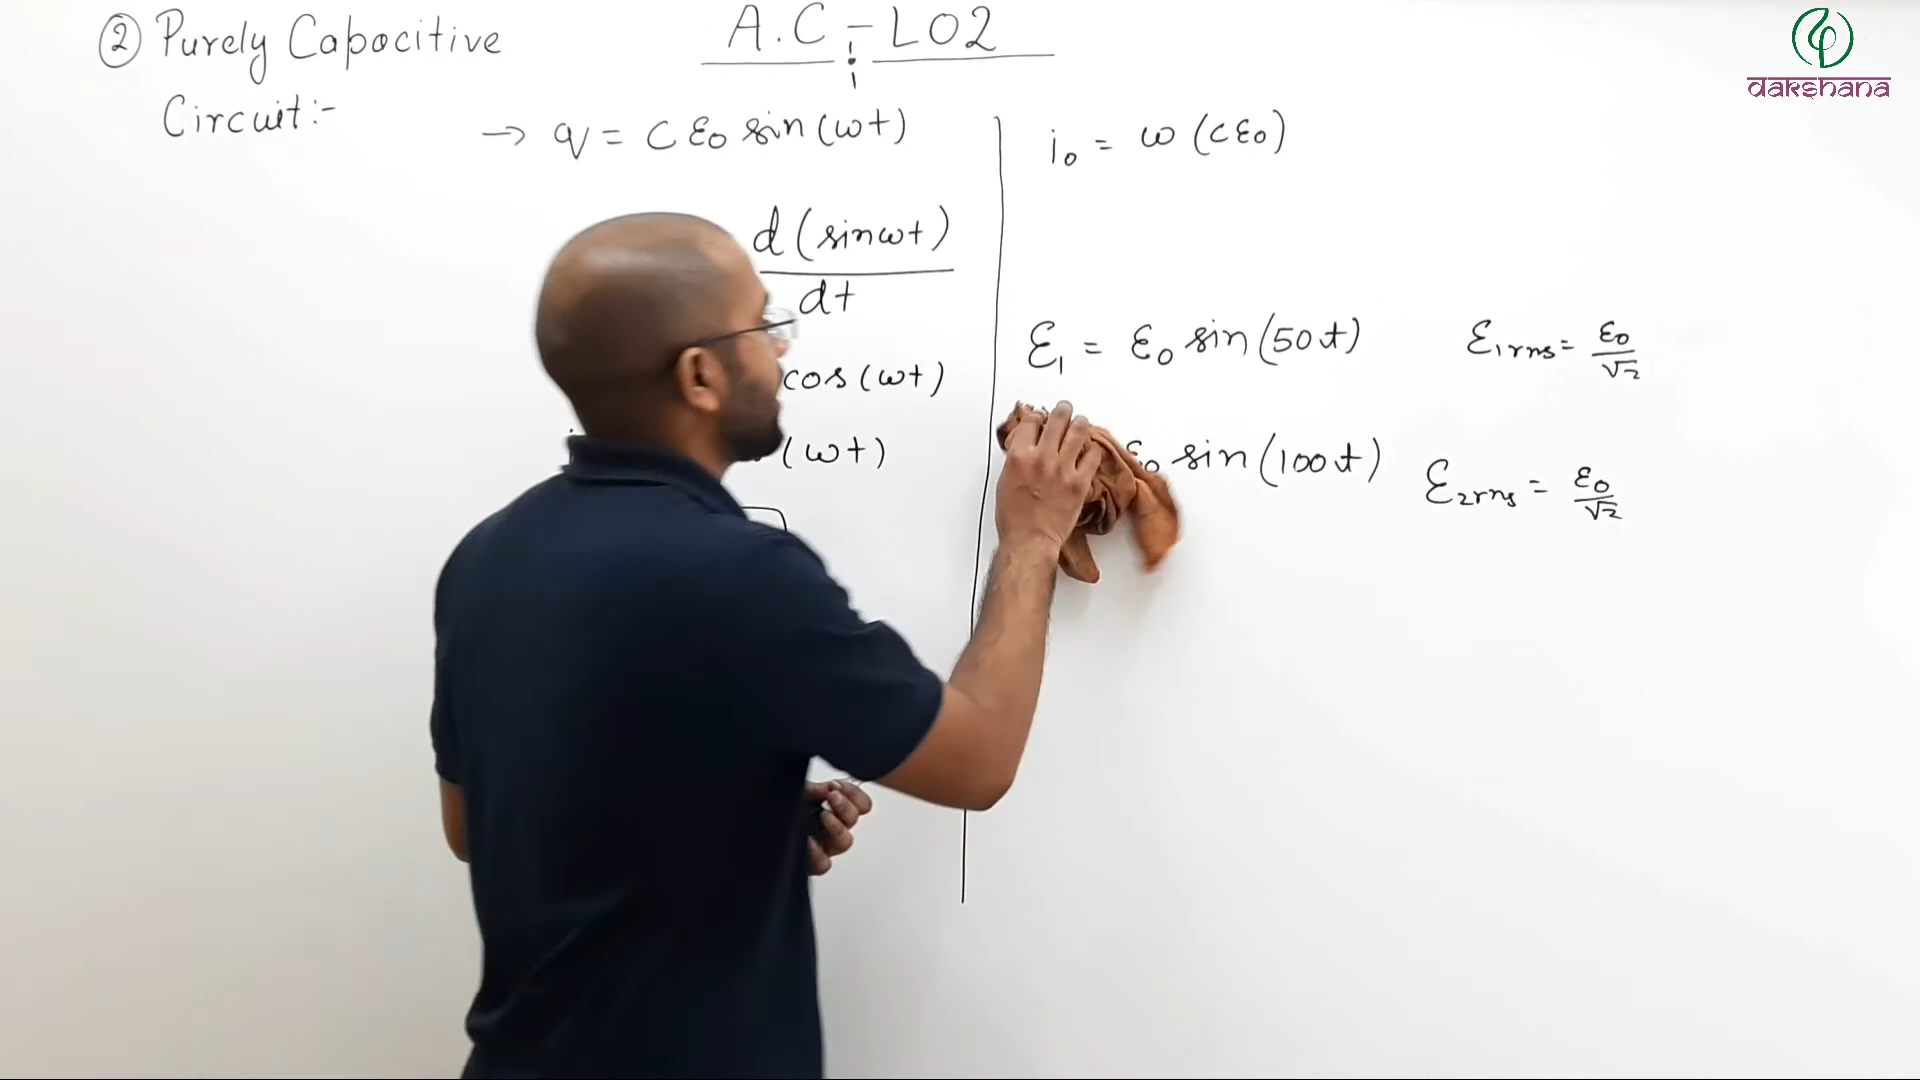 ② Purely Capacitive
Circuit:-
A.C - L02
dakshana
→ q = Cε₀ sin(ωt)
d(sinωt)
dt
cos(ωt)
(ωt)
i₀ = ω(Cε₀)
ε₁ = ε₀ sin(50t) ε₁rms = ε₀/√2
ε₀ sin(100t) ε₂rms = ε₀/√2